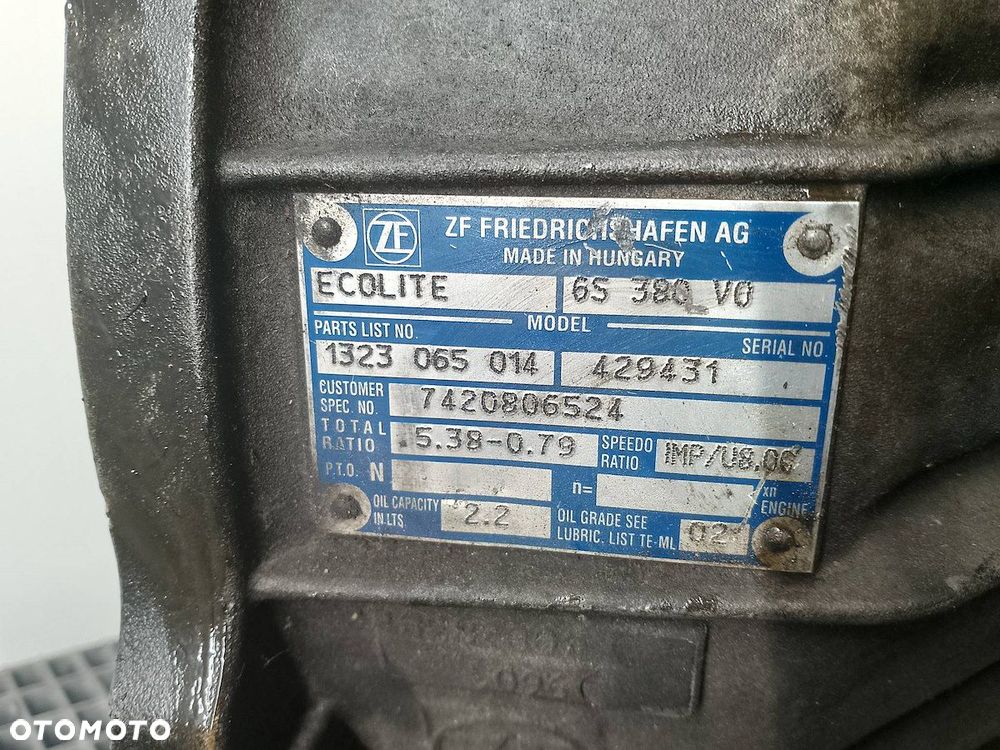 ZF
ZF FRIEDRICHSHAFEN AG
MADE IN HUNGARY
ECOLITE 6S 380 VO
MODEL
PARTS LIST NO. SERIAL NO.
1323 065 014 429431
CUSTOMER
SPEC. NO. 7420806524
TOTAL
RATIO 5.38-0.79 SPEEDO
RATIO IMP/U8.06
P.T.O. N n= xn
ENGINE
OIL CAPACITY
IN LTS. 2.2 OIL GRADE SEE
LUBRIC. LIST TE-ML 02
OTOMOTO